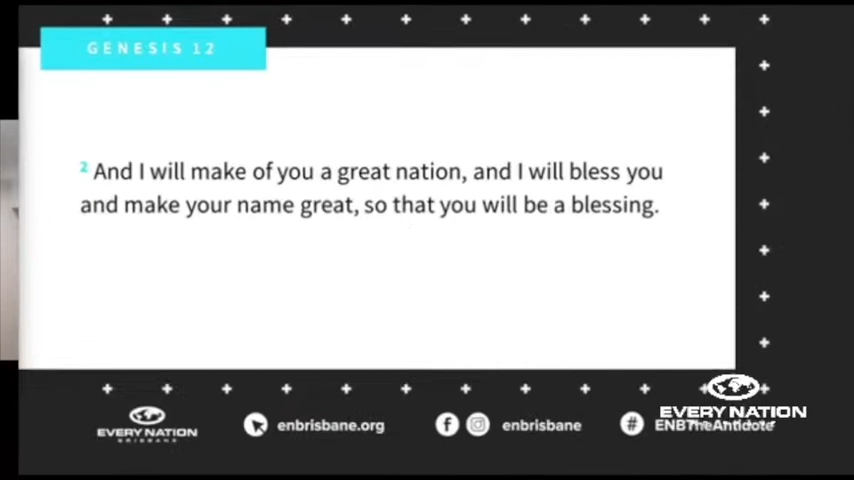 GENESIS 12
2 And I will make of you a great nation, and I will bless you
and make your name great, so that you will be a blessing.
EVERY NATION
BRISBANE
enbrisbane.org
enbrisbane
ENBTheAntidote
EVERY NATION